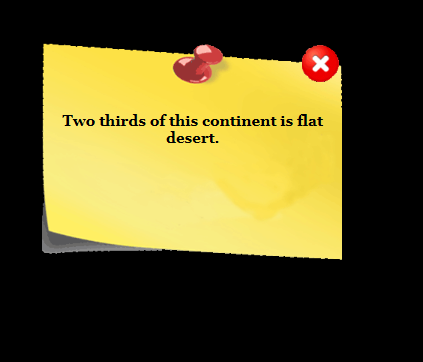 Two thirds of this continent is flat
desert.